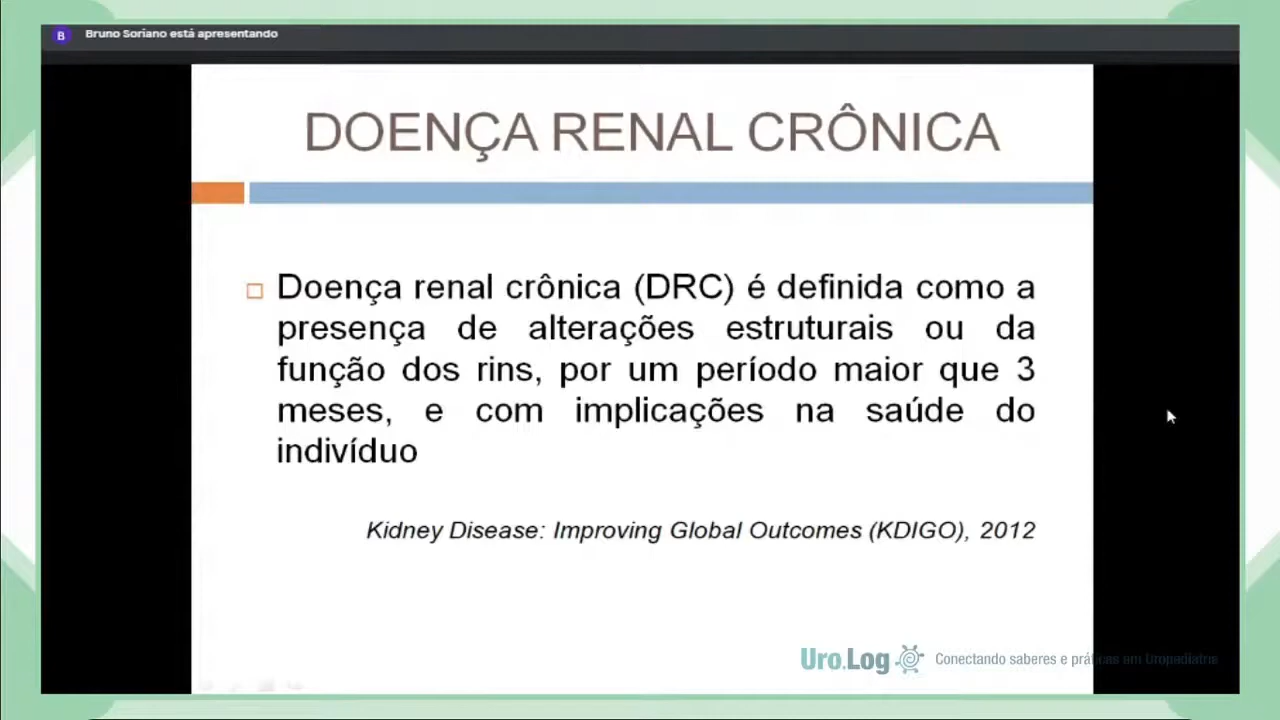 B
Bruno Soriano está apresentando
DOENÇA RENAL CRÔNICA
Doença renal crônica (DRC) é definida como a
presença de alterações estruturais ou da
função dos rins, por um período maior que 3
meses, e com implicações na saúde do
indivíduo
Kidney Disease: Improving Global Outcomes (KDIGO), 2012
Uro.Log Conectando saberes e práticas em Uropediatria